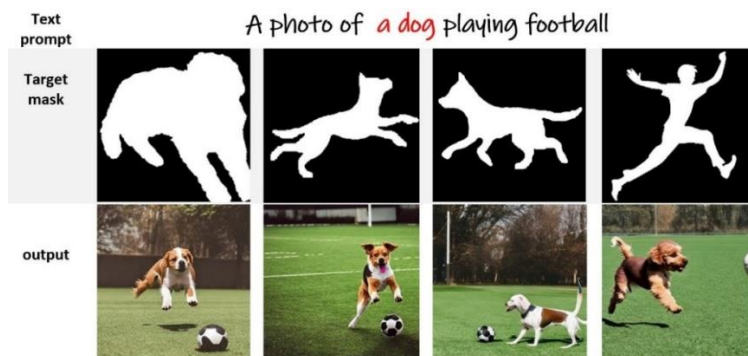 Text
prompt
A photo of a dog playing football
Target
mask
output